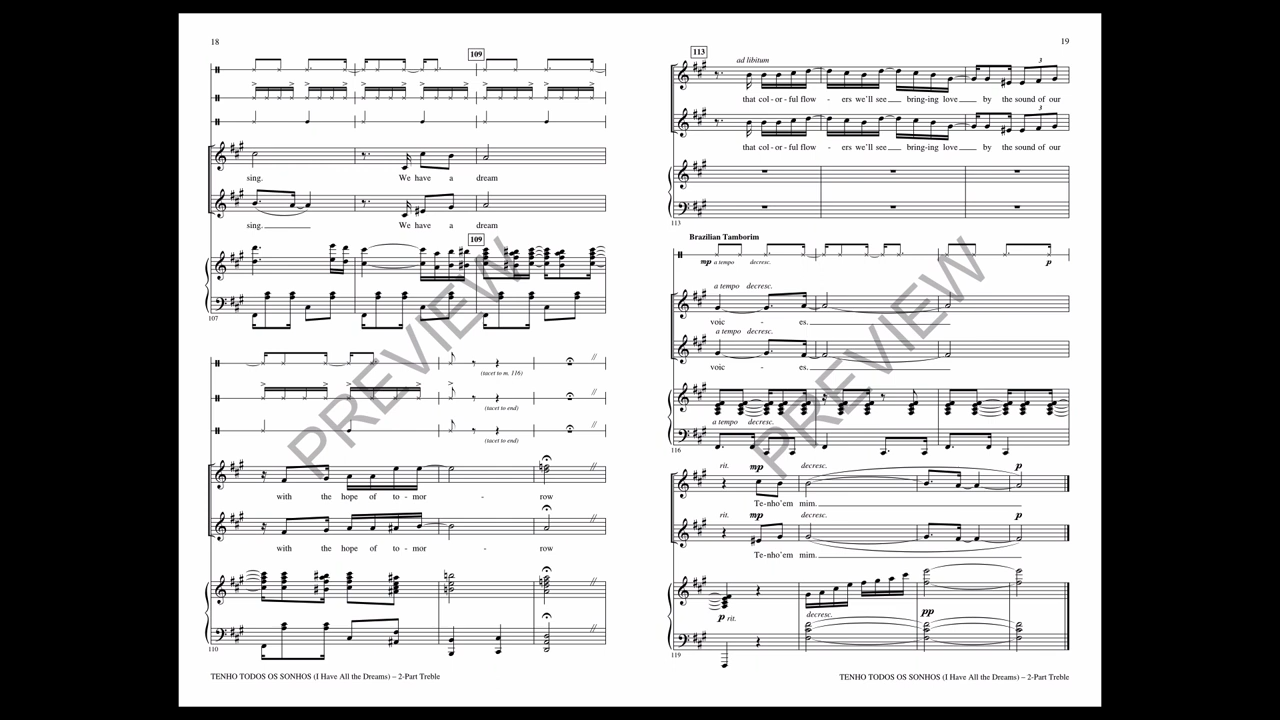 18
109
sing. We have a dream
sing. We have a dream
109
107
(tacet to m. 116)
(tacet to end)
(tacet to end)
with the hope of to - mor - row
with the hope of to - mor - row
110
TENHO TODOS OS SONHOS (I Have All the Dreams) – 2-Part Treble
19
113
ad libitum
3
that col - or - ful flow - ers we'll see bring-ing love by the sound of our
3
that col - or - ful flow - ers we'll see bring-ing love by the sound of our
113
Brazilian Tamborim
mp a tempo decresc. p
a tempo decresc.
voic - es.
a tempo decresc.
voic - es.
a tempo decresc.
116
rit. mp decresc. p
Te-nho'em mim.
rit. mp decresc. p
Te-nho'em mim.
p rit. decresc. pp
119
TENHO TODOS OS SONHOS (I Have All the Dreams) – 2-Part Treble
PREVIEW
PREVIEW